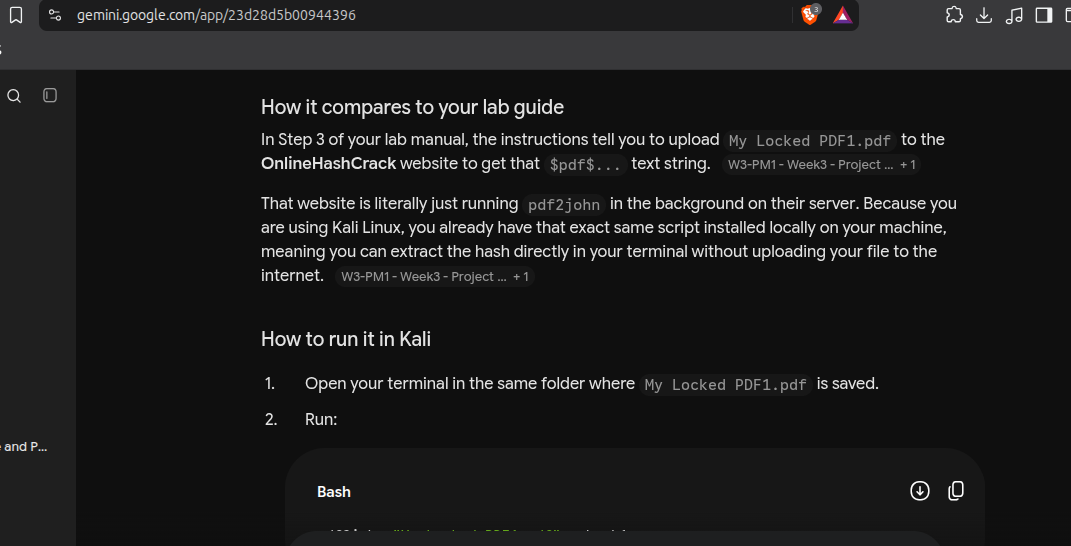 gemini.google.com/app/23d28d5b00944396
3
How it compares to your lab guide
In Step 3 of your lab manual, the instructions tell you to upload My Locked PDF1.pdf to the
OnlineHashCrack website to get that $pdf$... text string. W3-PM1 - Week3 - Project ... + 1
That website is literally just running pdf2john in the background on their server. Because you
are using Kali Linux, you already have that exact same script installed locally on your machine,
meaning you can extract the hash directly in your terminal without uploading your file to the
internet. W3-PM1 - Week3 - Project ... + 1
How to run it in Kali
1. Open your terminal in the same folder where My Locked PDF1.pdf is saved.
2. Run:
and P...
Bash